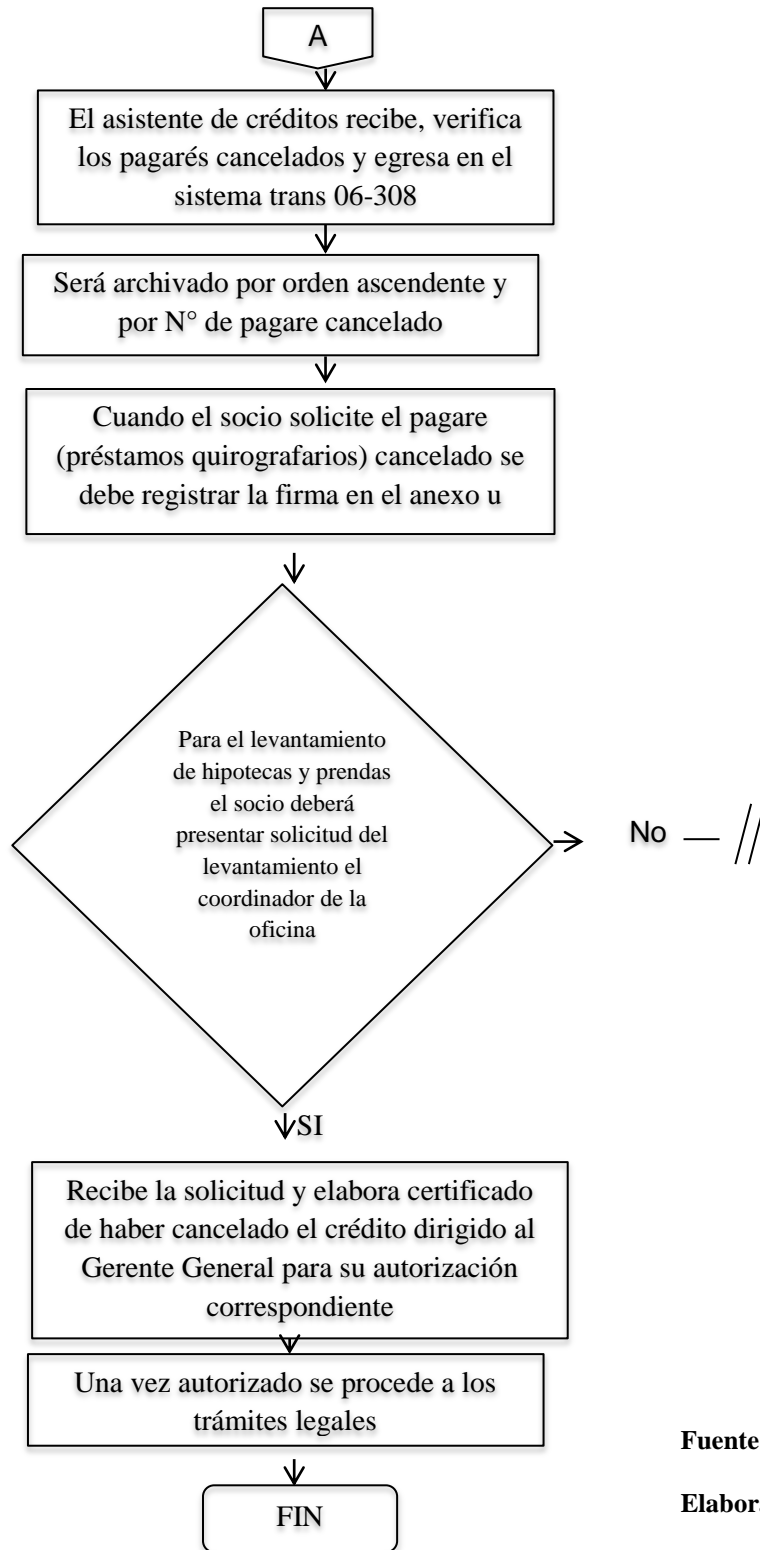 A
El asistente de créditos recibe, verifica
los pagarés cancelados y egresa en el
sistema trans 06-308
Será archivado por orden ascendente y
por N° de pagare cancelado
Cuando el socio solicite el pagare
(préstamos quirografarios) cancelado se
debe registrar la firma en el anexo u
Para el levantamiento
de hipotecas y prendas
el socio deberá
presentar solicitud del
levantamiento el
coordinador de la
oficina
No
SI
Recibe la solicitud y elabora certificado
de haber cancelado el crédito dirigido al
Gerente General para su autorización
correspondiente
Una vez autorizado se procede a los
trámites legales
Fuente
FIN